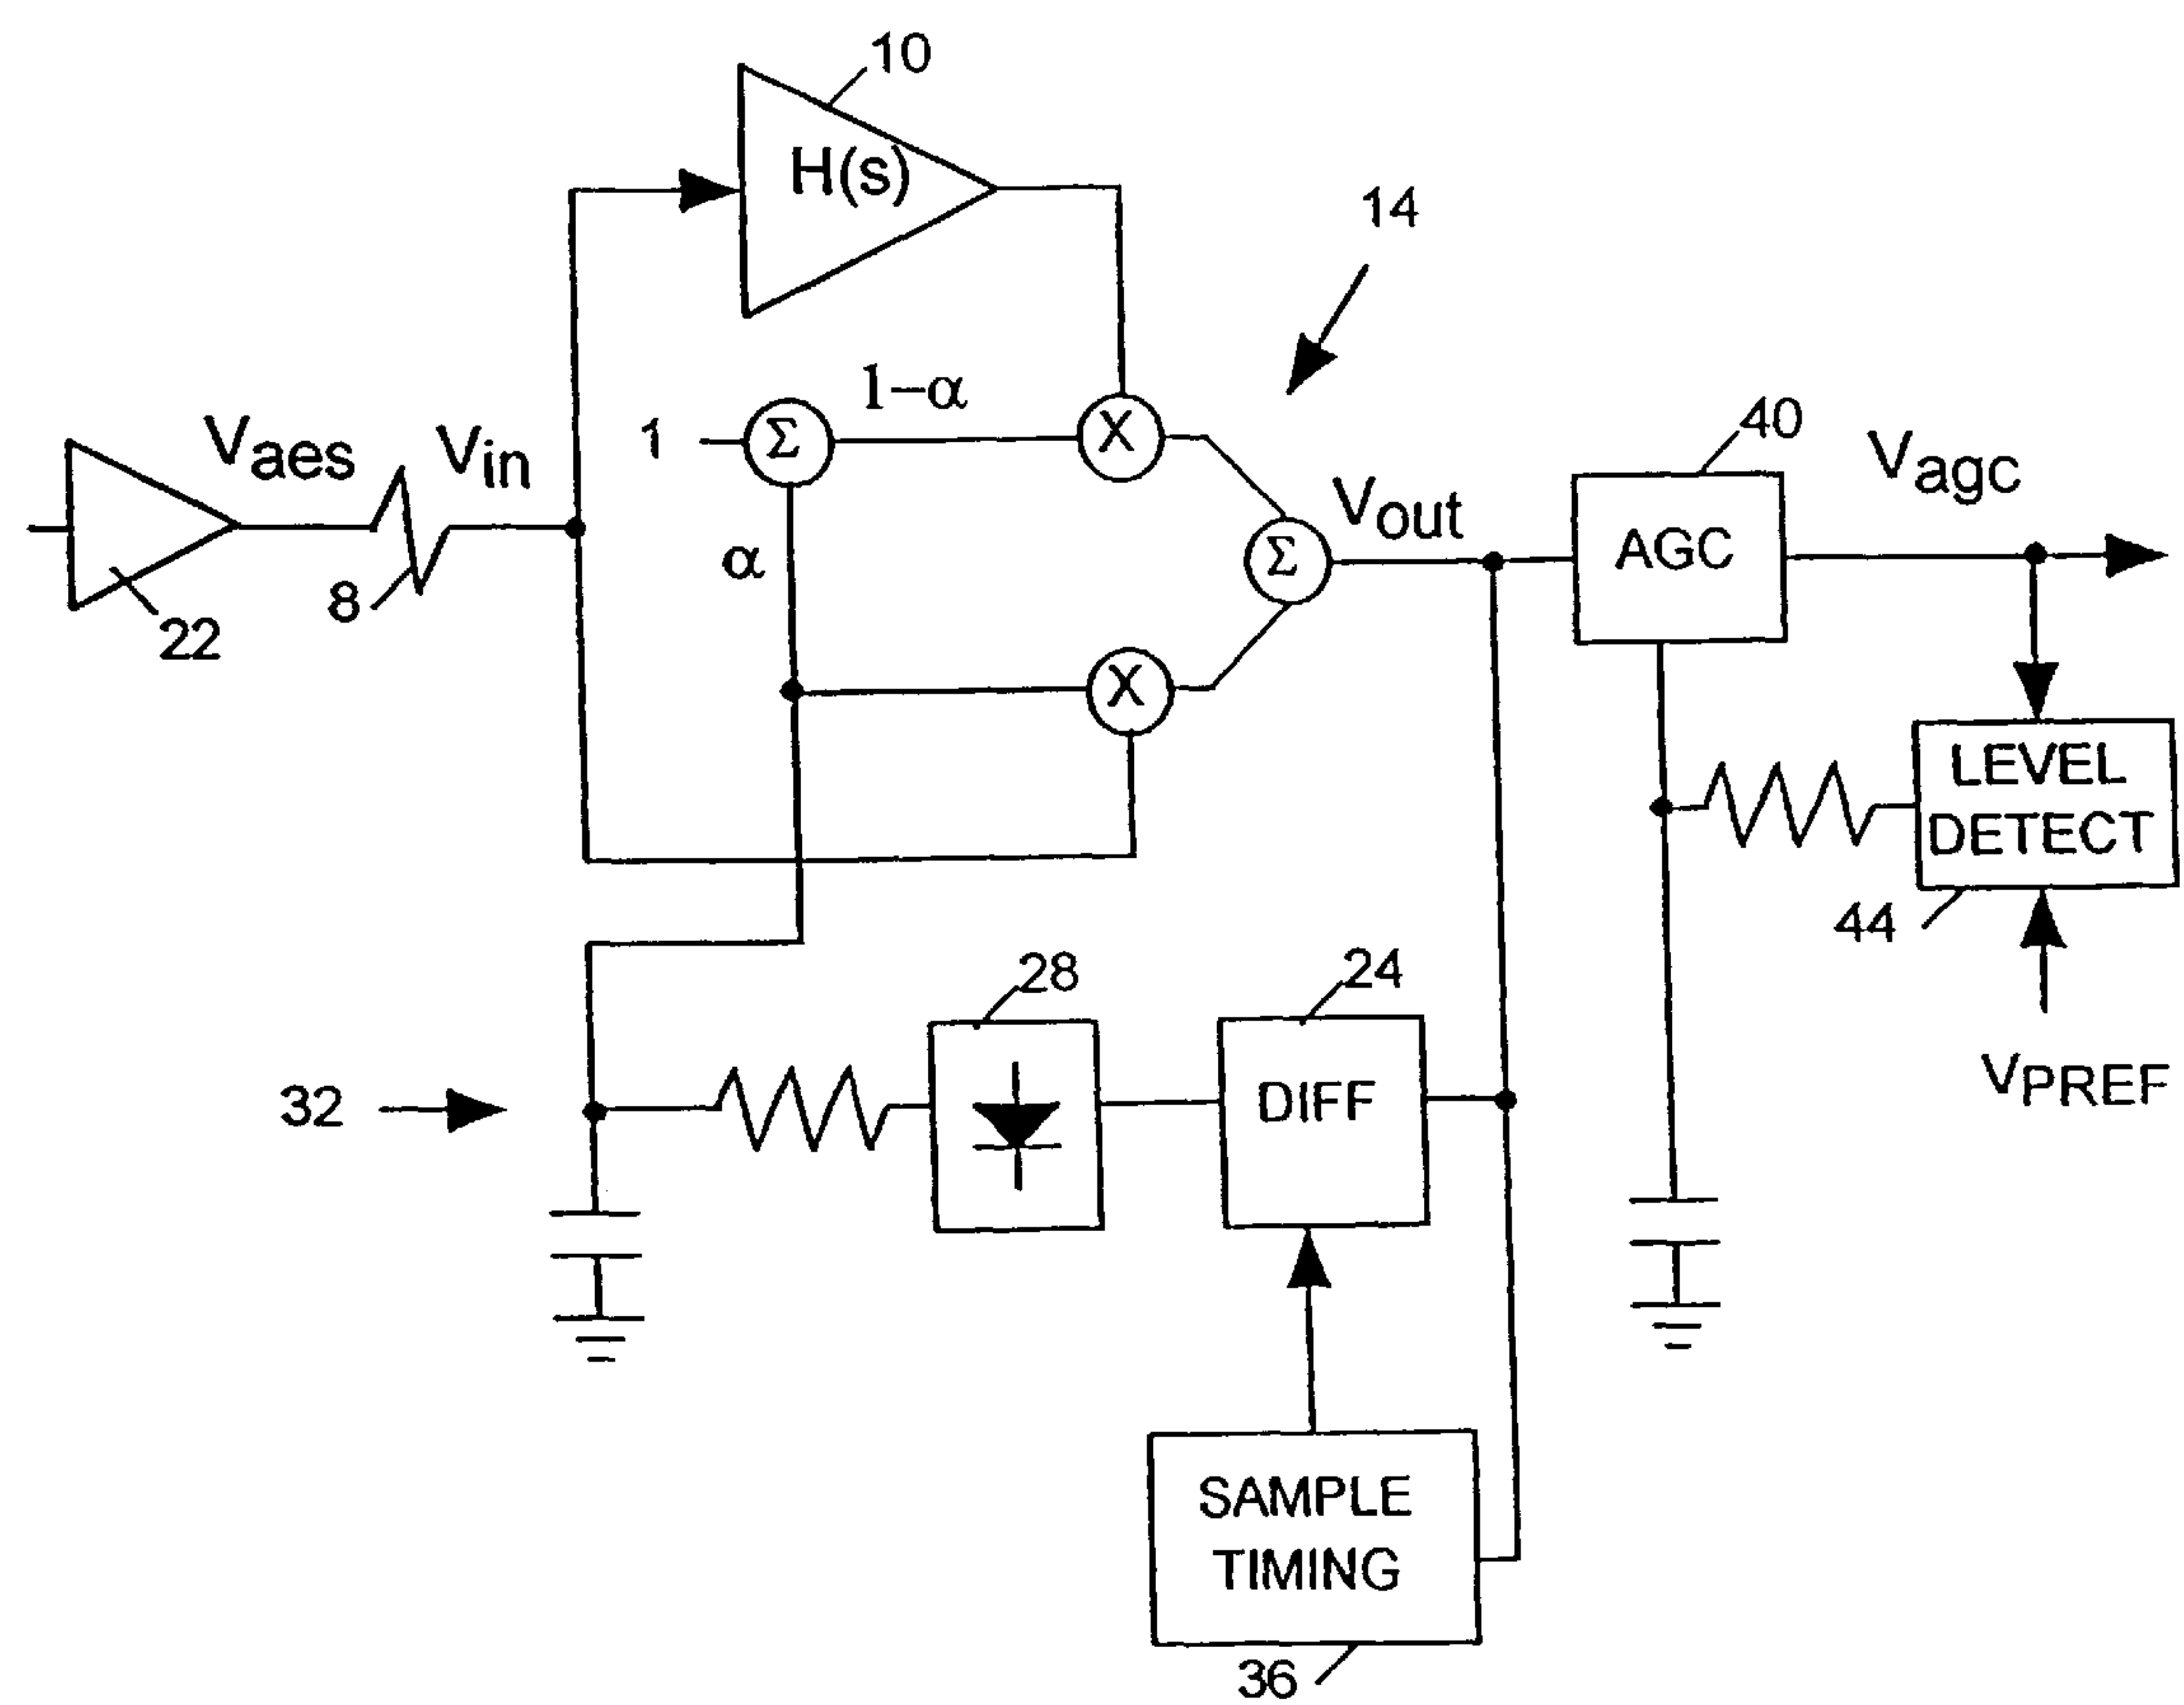 10
H(s)
14
1–α
1
Σ
X
40
Vaes
Vin
Vout
Vagc
AGC
Σ
α
8
22
X
LEVEL
DETECT
44
28
24
VPREF
32
DIFF
SAMPLE
TIMING
36